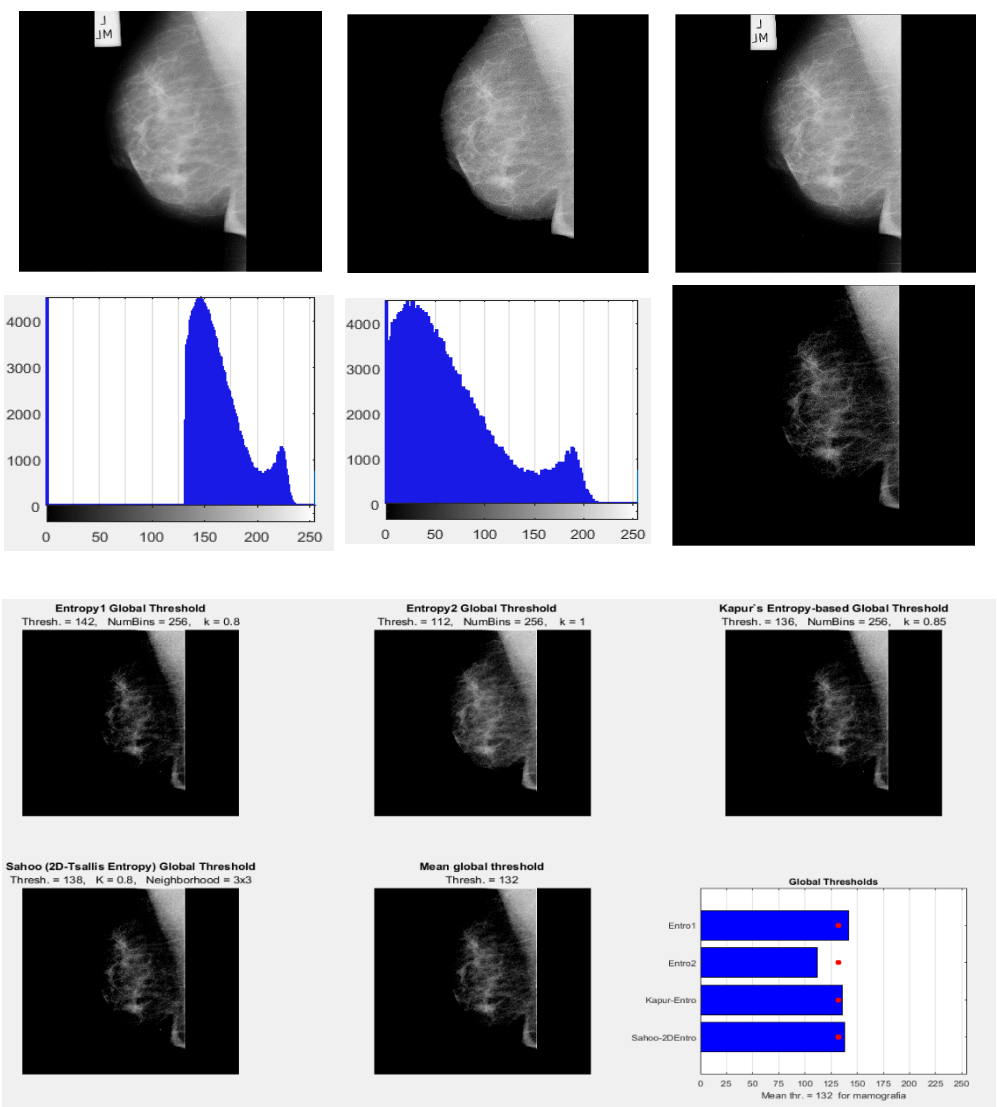 L
ML
L
ML
4000
3000
2000
1000
0
0 50 100 150 200 250
4000
3000
2000
1000
0
0 50 100 150 200 250
Entropy1 Global Threshold
Thresh. = 142, NumBins = 256, k = 0.8
Entropy2 Global Threshold
Thresh. = 112, NumBins = 256, k = 1
Kapur`s Entropy-based Global Threshold
Thresh. = 136, NumBins = 256, k = 0.85
Sahoo (2D-Tsallis Entropy) Global Threshold
Thresh. = 138, K = 0.8, Neighborhood = 3x3
Mean global threshold
Thresh. = 132
Global Thresholds
Entro1
Entro2
Kapur-Entro
Sahoo-2DEntro
0 25 50 75 100 125 150 175 200 225 250
Mean thr. = 132 for mamografia